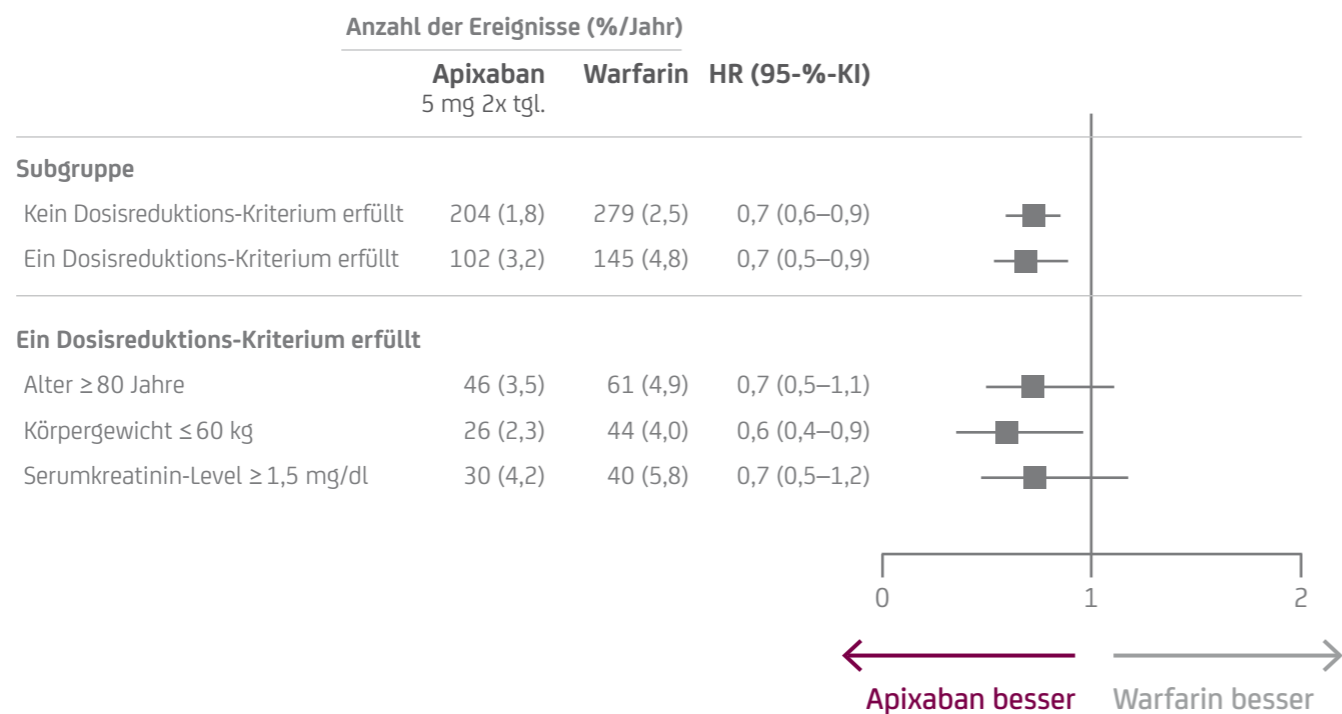 Anzahl der Ereignisse (%/Jahr)
Apixaban Warfarin HR (95-%-KI)
5 mg 2x tgl.
Subgruppe
Kein Dosisreduktions-Kriterium erfüllt 204 (1,8) 279 (2,5) 0,7 (0,6–0,9)
Ein Dosisreduktions-Kriterium erfüllt 102 (3,2) 145 (4,8) 0,7 (0,5–0,9)
Ein Dosisreduktions-Kriterium erfüllt
Alter ≥ 80 Jahre 46 (3,5) 61 (4,9) 0,7 (0,5–1,1)
Körpergewicht ≤ 60 kg 26 (2,3) 44 (4,0) 0,6 (0,4–0,9)
Serumkreatinin-Level ≥ 1,5 mg/dl 30 (4,2) 40 (5,8) 0,7 (0,5–1,2)
0 1 2
Apixaban besser Warfarin besser